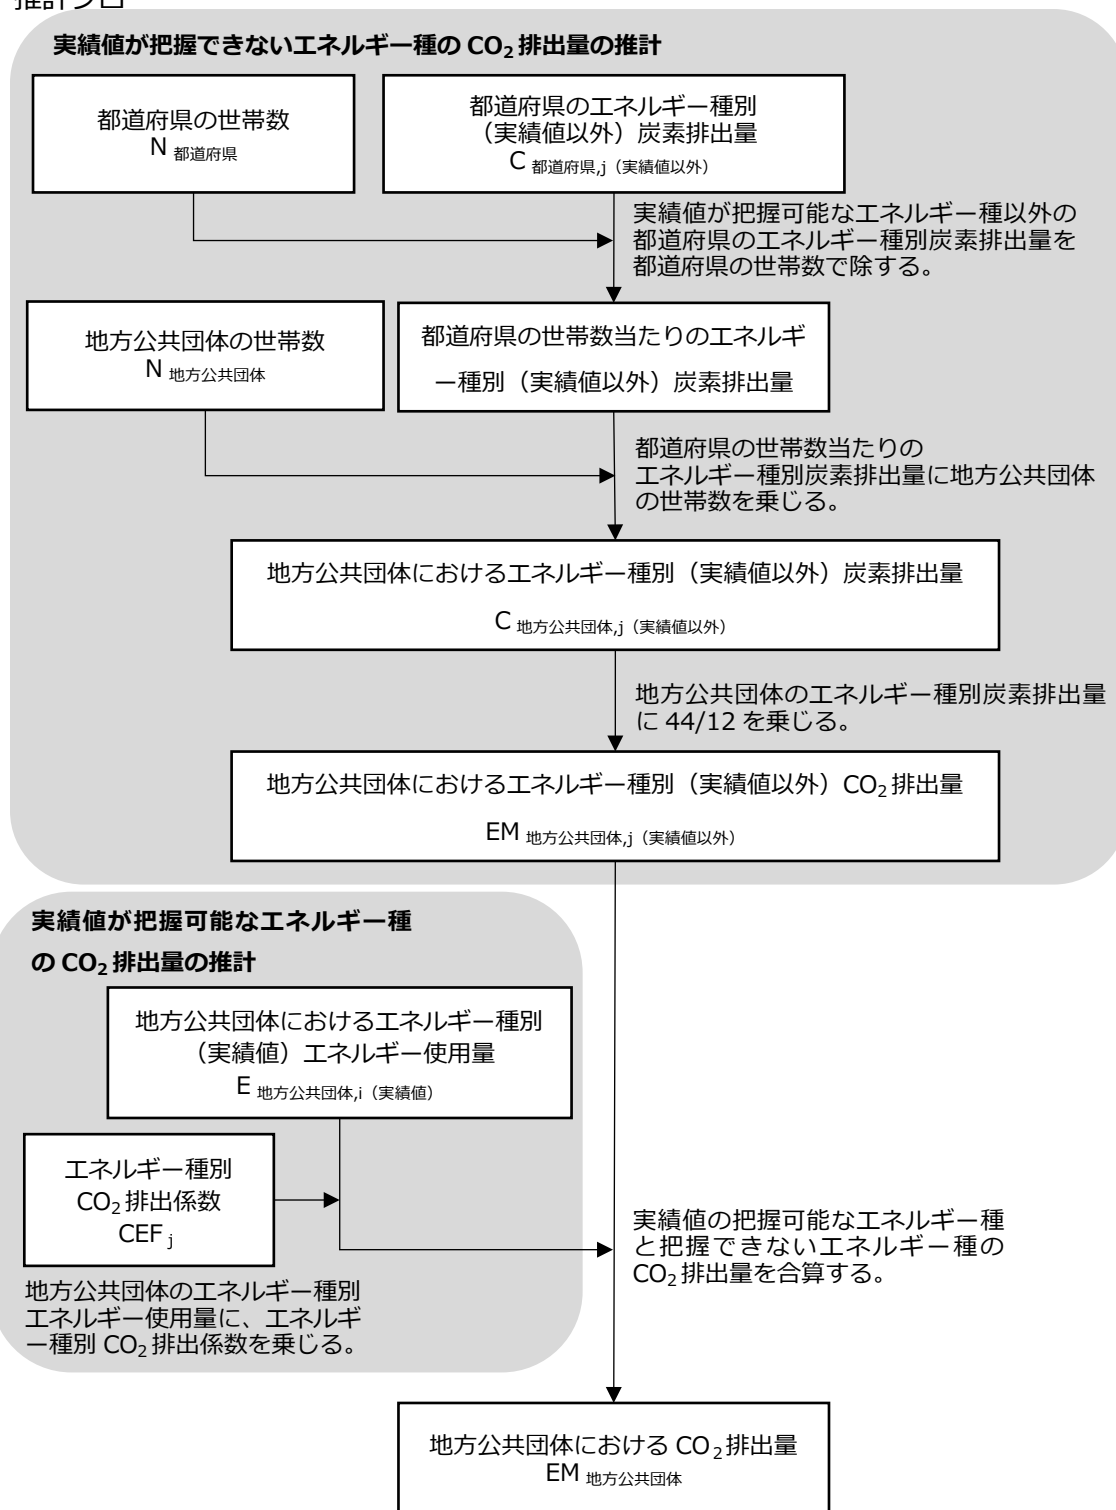 推計フロー
実績値が把握できないエネルギー種の CO₂ 排出量の推計
都道府県の世帯数
N 都道府県
都道府県のエネルギー種別
（実績値以外）炭素排出量
C 都道府県,j（実績値以外）
実績値が把握可能なエネルギー種以外の
都道府県のエネルギー種別炭素排出量を
都道府県の世帯数で除する。
地方公共団体の世帯数
N 地方公共団体
都道府県の世帯数当たりのエネルギ
ー種別（実績値以外）炭素排出量
都道府県の世帯数当たりの
エネルギー種別炭素排出量に地方公共団体
の世帯数を乗じる。
地方公共団体におけるエネルギー種別（実績値以外）炭素排出量
C 地方公共団体,j（実績値以外）
地方公共団体のエネルギー種別炭素排出量
に 44/12 を乗じる。
地方公共団体におけるエネルギー種別（実績値以外）CO₂ 排出量
EM 地方公共団体,j（実績値以外）
実績値が把握可能なエネルギー種
の CO₂ 排出量の推計
地方公共団体におけるエネルギー種別
（実績値）エネルギー使用量
E 地方公共団体,i（実績値）
エネルギー種別
CO₂ 排出係数
CEF j
地方公共団体のエネルギー種別
エネルギー使用量に、エネルギ
ー種別 CO₂ 排出係数を乗じる。
実績値の把握可能なエネルギー種
と把握できないエネルギー種の
CO₂ 排出量を合算する。
地方公共団体における CO₂ 排出量
EM 地方公共団体